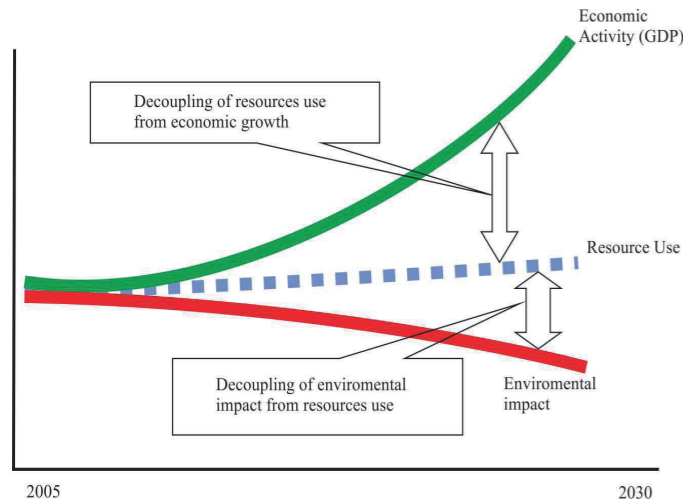 Economic
Activity (GDP)
Decoupling of resources use
from economic growth
Resource Use
Decoupling of enviromental
impact from resources use
Enviromental
impact
2005
2030